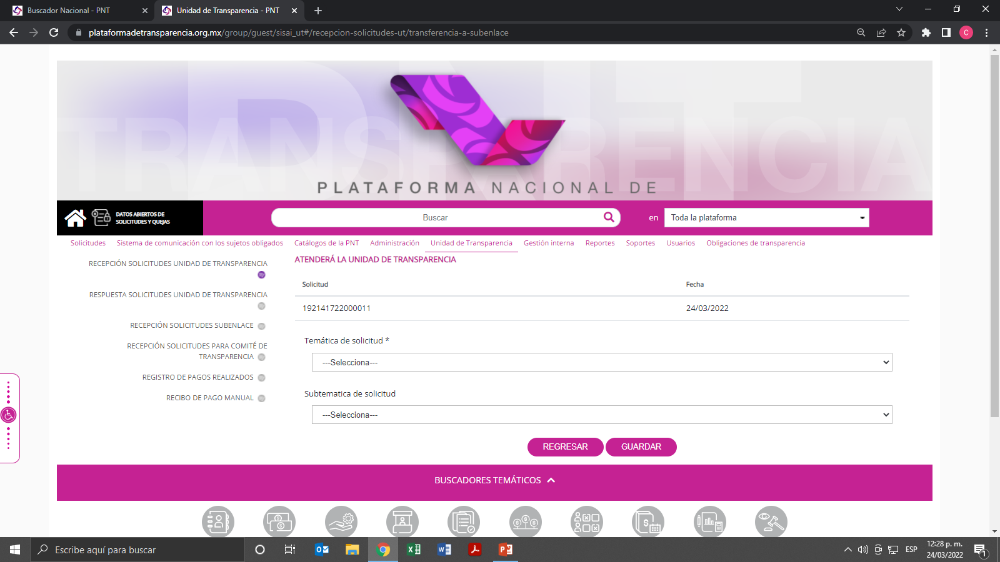 Buscador Nacional - PNT
Unidad de Transparencia - PNT
plataformadetransparencia.org.mx/group/guest/sisai_ut#/recepcion-solicitudes-ut/transferencia-a-subenlace
C
PNT
TRANSPARENCIA
PLATAFORMA NACIONAL DE
DATOS ABIERTOS DE
SOLICITUDES Y QUEJAS
Buscar
en
Toda la plataforma
Solicitudes
Sistema de comunicación con los sujetos obligados
Catálogos de la PNT
Administración
Unidad de Transparencia
Gestión interna
Reportes
Soportes
Usuarios
Obligaciones de transparencia
RECEPCIÓN SOLICITUDES UNIDAD DE TRANSPARENCIA
RESPUESTA SOLICITUDES UNIDAD DE TRANSPARENCIA
RECEPCIÓN SOLICITUDES SUBENLACE
RECEPCIÓN SOLICITUDES PARA COMITÉ DE
TRANSPARENCIA
REGISTRO DE PAGOS REALIZADOS
RECIBO DE PAGO MANUAL
ATENDERÁ LA UNIDAD DE TRANSPARENCIA
Solicitud
Fecha
192141722000011
24/03/2022
Temática de solicitud *
---Selecciona---
Subtematica de solicitud
---Selecciona---
REGRESAR
GUARDAR
BUSCADORES TEMÁTICOS
Escribe aquí para buscar
ESP
12:28 p. m.
24/03/2022
1